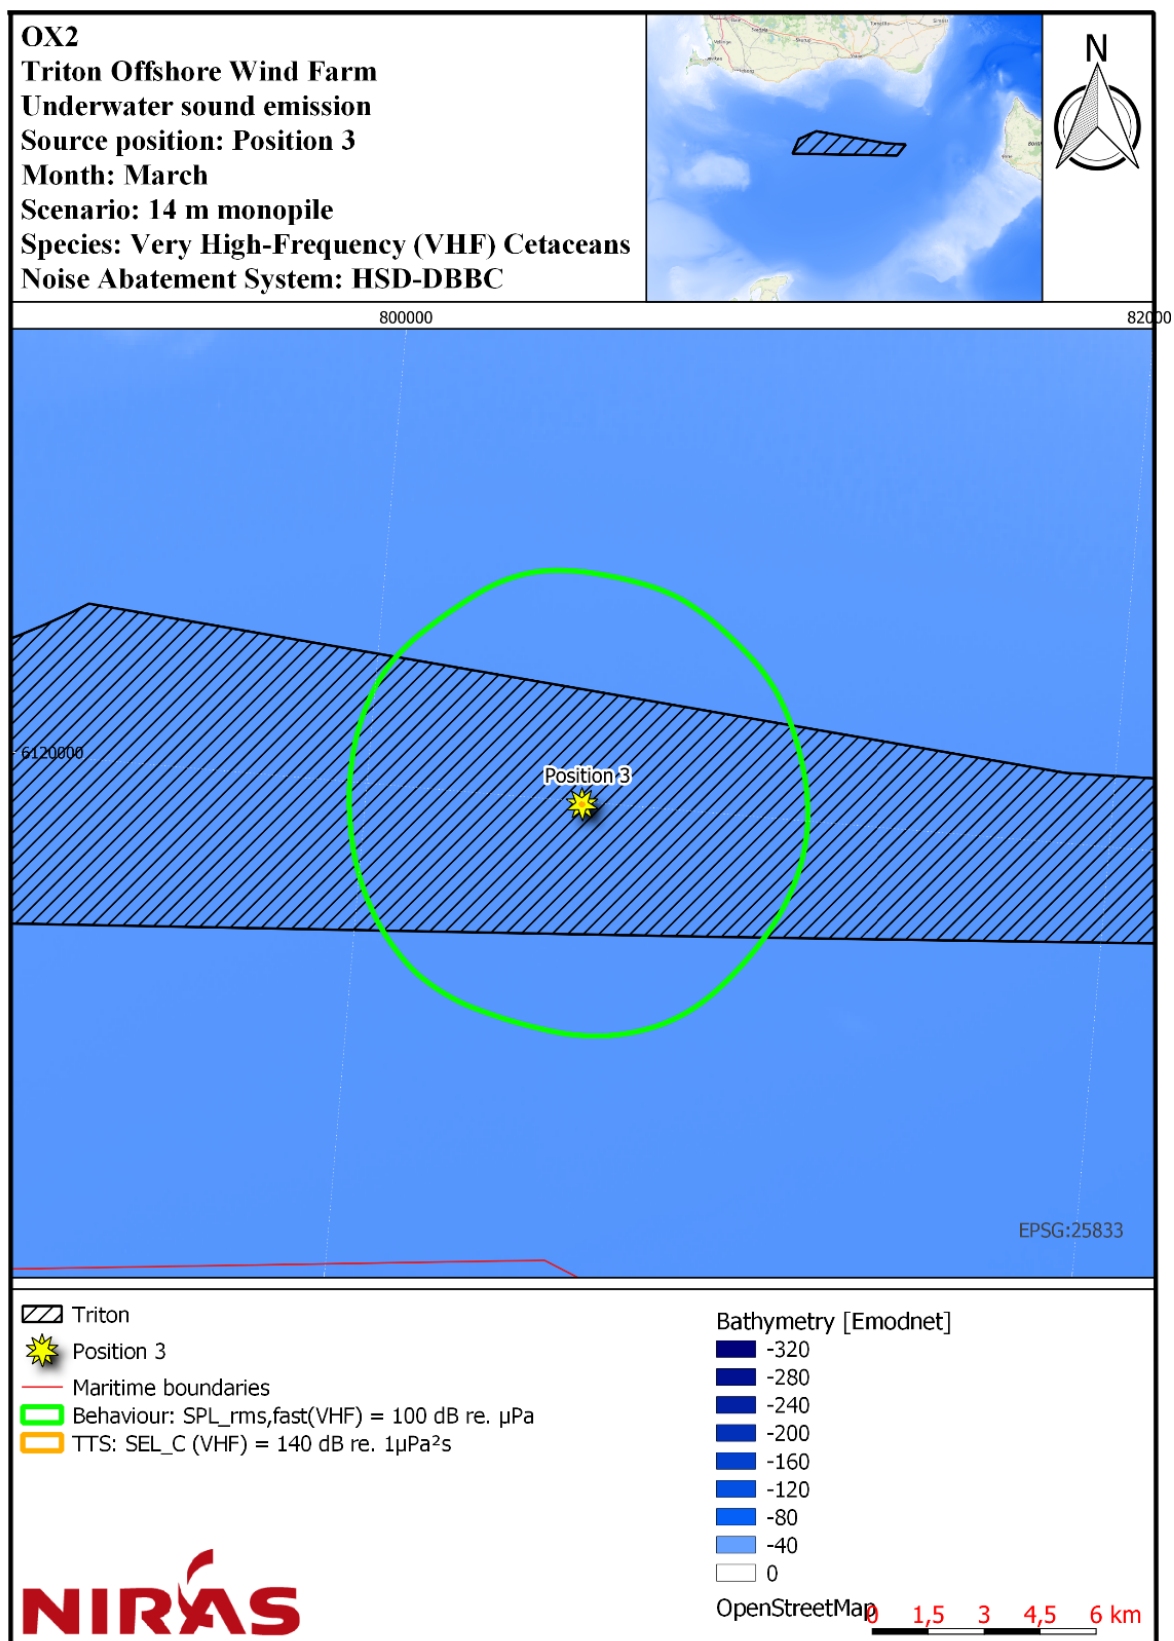 OX2
Triton Offshore Wind Farm
Underwater sound emission
Source position: Position 3
Month: March
Scenario: 14 m monopile
Species: Very High-Frequency (VHF) Cetaceans
Noise Abatement System: HSD-DBBC
N
800000
82000
6120000
Position 3
EPSG:25833
Triton
Position 3
Maritime boundaries
Behaviour: SPL_rms,fast(VHF) = 100 dB re. µPa
TTS: SEL_C (VHF) = 140 dB re. 1µPa²s
Bathymetry [Emodnet]
-320
-280
-240
-200
-160
-120
-80
-40
0
OpenStreetMap
0 1,5 3 4,5 6 km
NIRAS